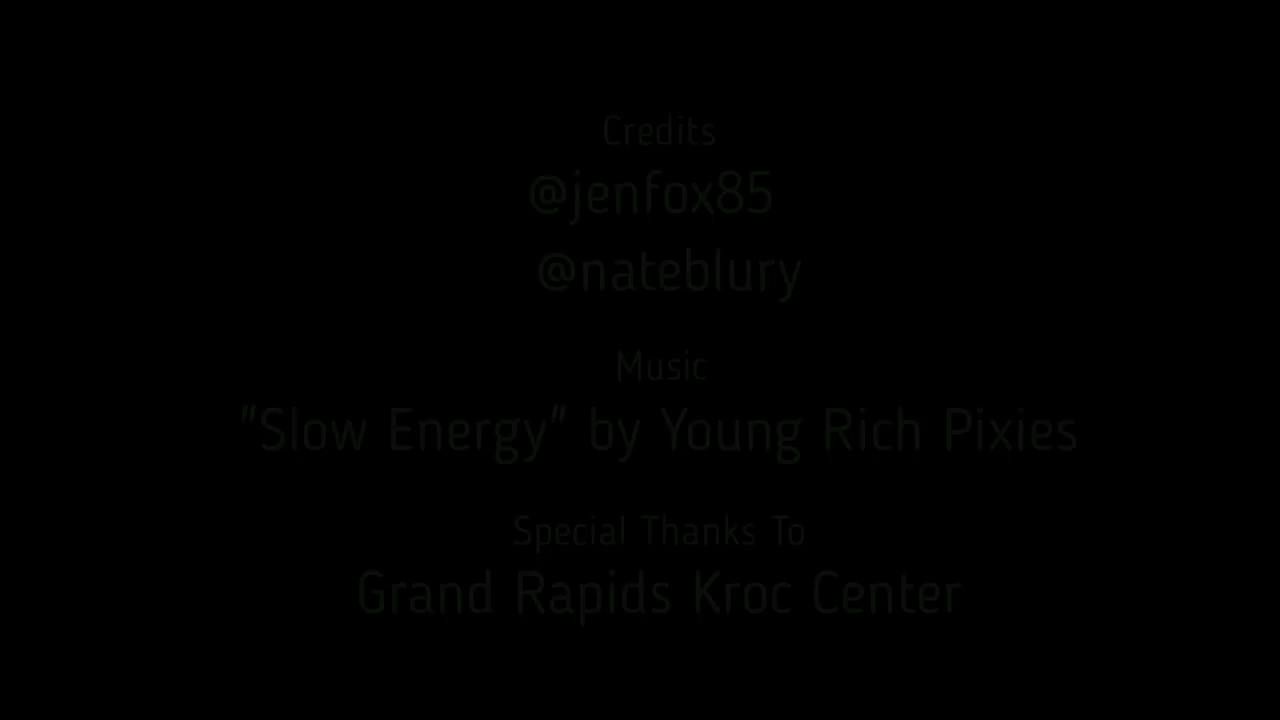 Credits
@jenfox85
@nateblury
Music
"Slow Energy" by Young Rich Pixies
Special Thanks To
Grand Rapids Kroc Center